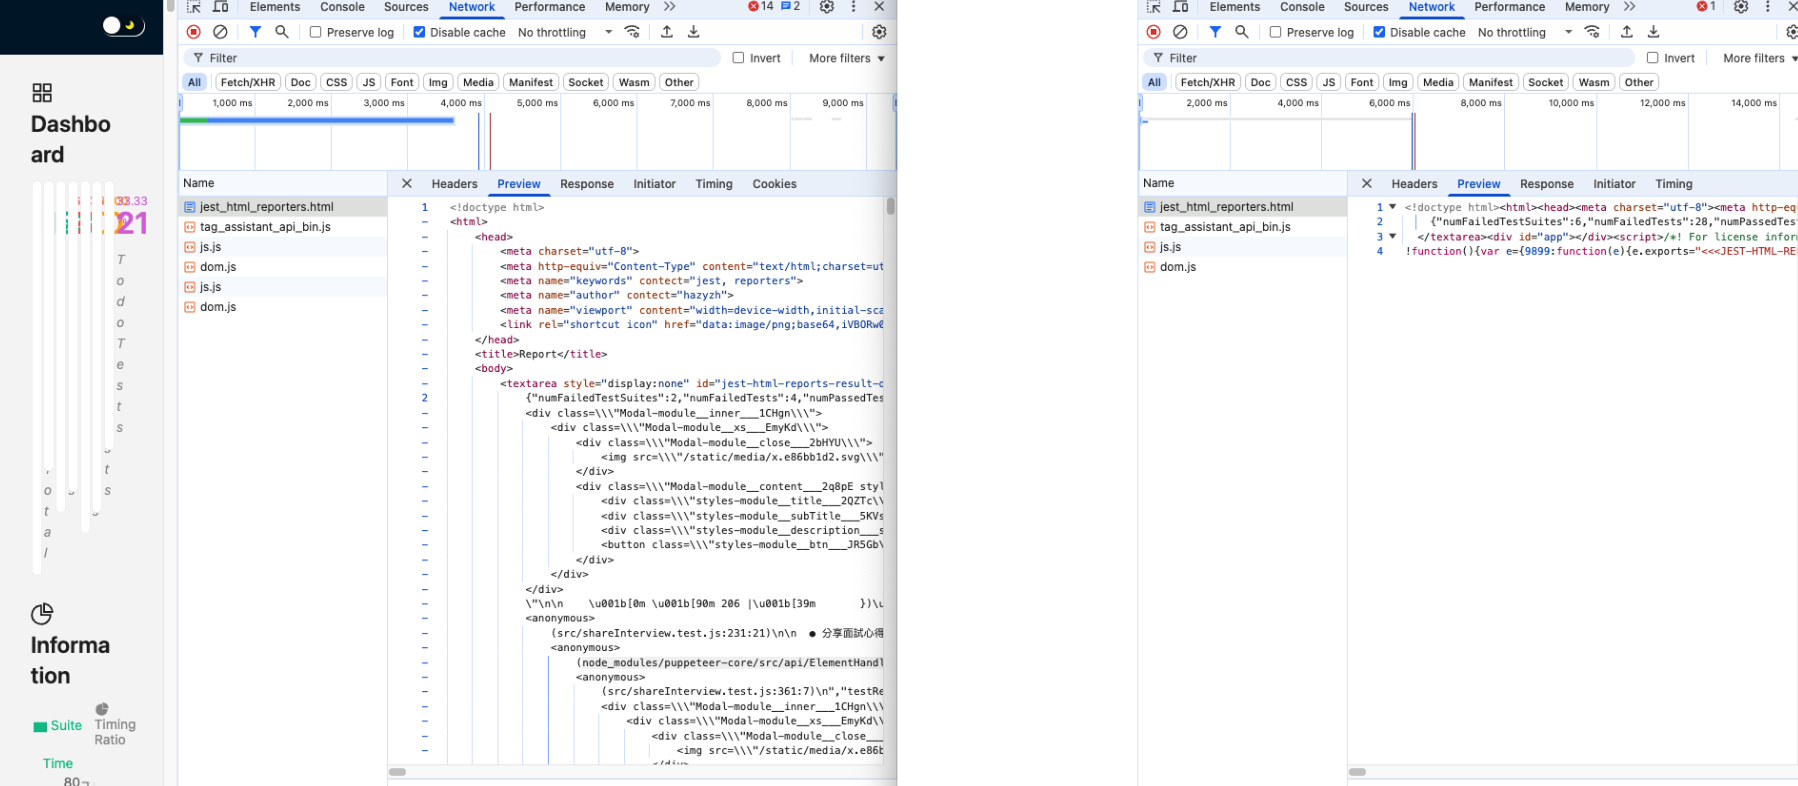 Dashbo
ard
33.33
21
T
o
d
o
T
e
s
t
s
t
s
o
t
a
l
Informa
tion
Suite
Timing
Ratio
Time
Elements Console Sources Network Performance Memory 14 2
Preserve log Disable cache No throttling
Filter Invert More filters
All Fetch/XHR Doc CSS JS Font Img Media Manifest Socket Wasm Other
1,000 ms 2,000 ms 3,000 ms 4,000 ms 5,000 ms 6,000 ms 7,000 ms 8,000 ms 9,000 ms
Name
jest_html_reporters.html
tag_assistant_api_bin.js
js.js
dom.js
js.js
dom.js
Headers Preview Response Initiator Timing Cookies
1 <!doctype html>
- <html>
- <head>
- <meta charset="utf-8">
- <meta http-equiv="Content-Type" content="text/html;charset=ut
- <meta name="keywords" contect="jest, reporters">
- <meta name="author" contect="hazyzh">
- <meta name="viewport" content="width=device-width,initial-sca
- <link rel="shortcut icon" href="data:image/png;base64,iVBORw0
- </head>
- <title>Report</title>
- <body>
- <textarea style="display:none" id="jest-html-reports-result-d
2 {"numFailedTestSuites":2,"numFailedTests":4,"numPassedTes
- <div class=\\\"Modal-module__inner___1CHgn\\\">
- <div class=\\\"Modal-module__xs___EmyKd\\\">
- <div class=\\\"Modal-module__close___2bHYU\\\">
- <img src=\\\"/static/media/x.e86bb1d2.svg\\\"
- </div>
- <div class=\\\"Modal-module__content___2q8pE styl
- <div class=\\\"styles-module__title___2QZTc\\
- <div class=\\\"styles-module__subTitle___5KVs
- <div class=\\\"styles-module__description___s
- <button class=\\\"styles-module__btn___JR5Gb\
- </div>
- </div>
- </div>
- \"\n\n \u001b[0m \u001b[90m 206 |\u001b[39m })\u
- <anonymous>
- (src/shareInterview.test.js:231:21)\n\n ● 分享面試心得
- <anonymous>
- (node_modules/puppeteer-core/src/api/ElementHandl
- <anonymous>
- (src/shareInterview.test.js:361:7)\n","testRe
- <div class=\\\"Modal-module__inner___1CHgn\\\
- <div class=\\\"Modal-module__xs___EmyKd\\
- <div class=\\\"Modal-module__close___
- <img src=\\\"/static/media/x.e86b
</div>
Elements Console Sources Network Performance Memory 1
Preserve log Disable cache No throttling
Filter Invert More filters
All Fetch/XHR Doc CSS JS Font Img Media Manifest Socket Wasm Other
2,000 ms 4,000 ms 6,000 ms 8,000 ms 10,000 ms 12,000 ms 14,000 ms
Name
jest_html_reporters.html
tag_assistant_api_bin.js
js.js
dom.js
Headers Preview Response Initiator Timing
1 <!doctype html><html><head><meta charset="utf-8"><meta http-equ
2 {"numFailedTestSuites":6,"numFailedTests":28,"numPassedTes
3 </textarea><div id="app"></div><script>/*! For license inform
4 !function(){var e={9899:function(e){e.exports="<<<JEST-HTML-RE